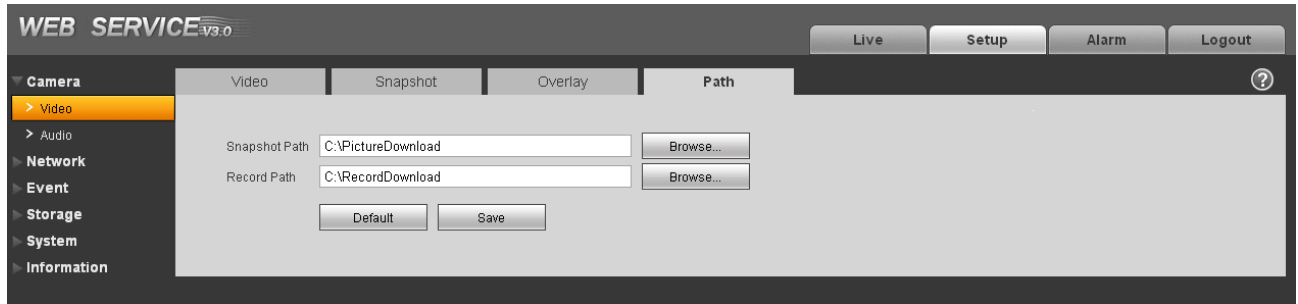 WEB SERVICE V3.0
Live Setup Alarm Logout
Camera
> Video
> Audio
Network
Event
Storage
System
Information
Video Snapshot Overlay Path
?
Snapshot Path C:\PictureDownload Browse...
Record Path C:\RecordDownload Browse...
Default Save